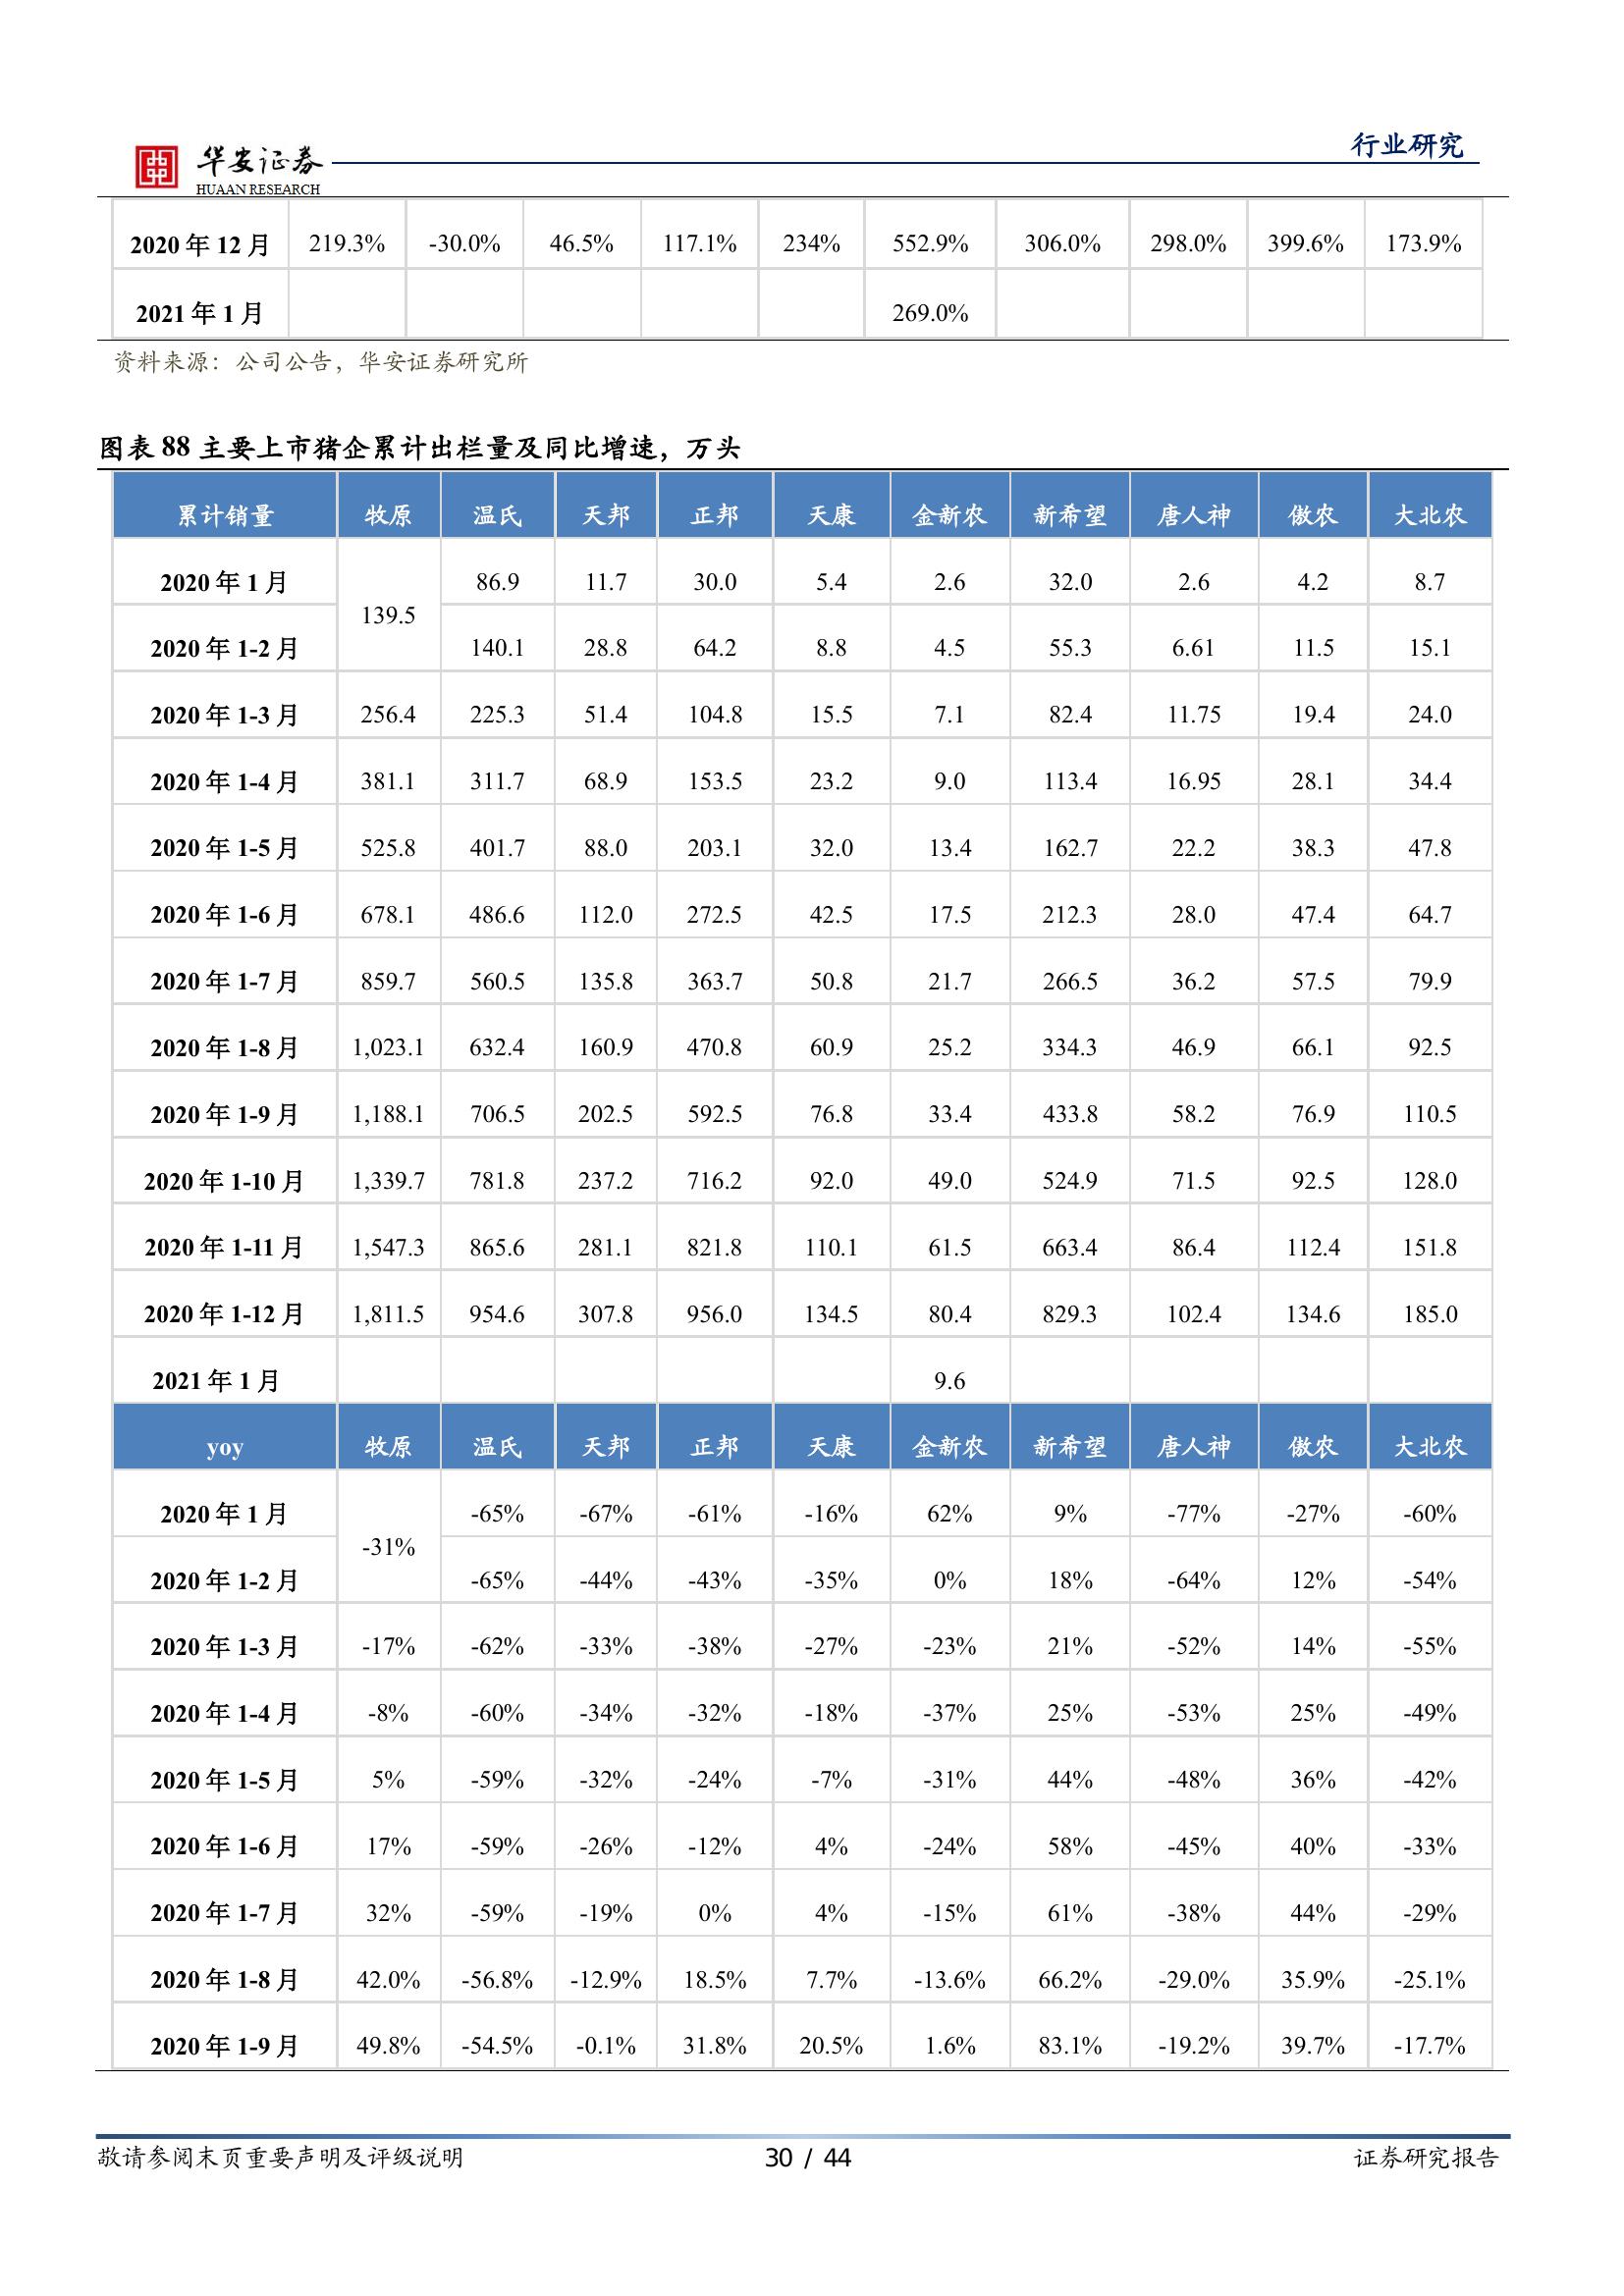 行业研究
华安证券
HUAAN RESEARCH
2020 年 12 月 219.3% -30.0% 46.5% 117.1% 234% 552.9% 306.0% 298.0% 399.6% 173.9%
2021 年 1 月 269.0%
资料来源：公司公告，华安证券研究所
图表 88 主要上市猪企累计出栏量及同比增速，万头
累计销量 牧原 温氏 天邦 正邦 天康 金新农 新希望 唐人神 傲农 大北农
2020 年 1 月 139.5 86.9 11.7 30.0 5.4 2.6 32.0 2.6 4.2 8.7
2020 年 1-2 月 140.1 28.8 64.2 8.8 4.5 55.3 6.61 11.5 15.1
2020 年 1-3 月 256.4 225.3 51.4 104.8 15.5 7.1 82.4 11.75 19.4 24.0
2020 年 1-4 月 381.1 311.7 68.9 153.5 23.2 9.0 113.4 16.95 28.1 34.4
2020 年 1-5 月 525.8 401.7 88.0 203.1 32.0 13.4 162.7 22.2 38.3 47.8
2020 年 1-6 月 678.1 486.6 112.0 272.5 42.5 17.5 212.3 28.0 47.4 64.7
2020 年 1-7 月 859.7 560.5 135.8 363.7 50.8 21.7 266.5 36.2 57.5 79.9
2020 年 1-8 月 1,023.1 632.4 160.9 470.8 60.9 25.2 334.3 46.9 66.1 92.5
2020 年 1-9 月 1,188.1 706.5 202.5 592.5 76.8 33.4 433.8 58.2 76.9 110.5
2020 年 1-10 月 1,339.7 781.8 237.2 716.2 92.0 49.0 524.9 71.5 92.5 128.0
2020 年 1-11 月 1,547.3 865.6 281.1 821.8 110.1 61.5 663.4 86.4 112.4 151.8
2020 年 1-12 月 1,811.5 954.6 307.8 956.0 134.5 80.4 829.3 102.4 134.6 185.0
2021 年 1 月 9.6
yoy 牧原 温氏 天邦 正邦 天康 金新农 新希望 唐人神 傲农 大北农
2020 年 1 月 -31% -65% -67% -61% -16% 62% 9% -77% -27% -60%
2020 年 1-2 月 -65% -44% -43% -35% 0% 18% -64% 12% -54%
2020 年 1-3 月 -17% -62% -33% -38% -27% -23% 21% -52% 14% -55%
2020 年 1-4 月 -8% -60% -34% -32% -18% -37% 25% -53% 25% -49%
2020 年 1-5 月 5% -59% -32% -24% -7% -31% 44% -48% 36% -42%
2020 年 1-6 月 17% -59% -26% -12% 4% -24% 58% -45% 40% -33%
2020 年 1-7 月 32% -59% -19% 0% 4% -15% 61% -38% 44% -29%
2020 年 1-8 月 42.0% -56.8% -12.9% 18.5% 7.7% -13.6% 66.2% -29.0% 35.9% -25.1%
2020 年 1-9 月 49.8% -54.5% -0.1% 31.8% 20.5% 1.6% 83.1% -19.2% 39.7% -17.7%
敬请参阅末页重要声明及评级说明 30 / 44 证券研究报告